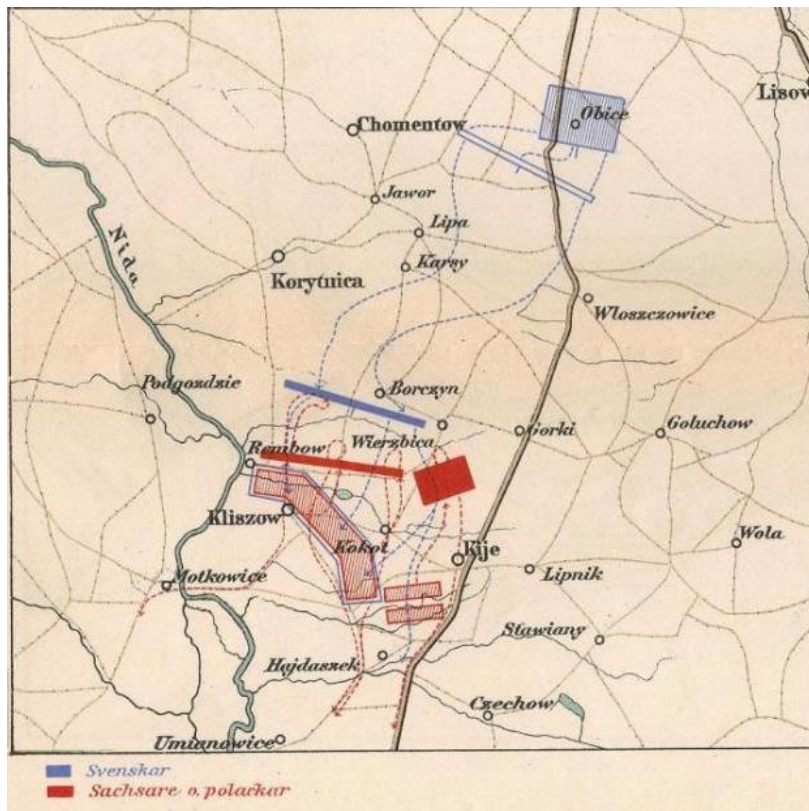 Obice
Lisow
Chomentow
Jawor
Lipa
Nida
Korytnica
Karsy
Wloszczowice
Podgozdzie
Borczyn
Wierzbica
Gorki
Goluchow
Rembow
Kliszow
Kokot
Kije
Wola
Motkowice
Lipnik
Stawiany
Hajdaszek
Czechow
Umianowice
Svenskar
Sachsare o. polackar